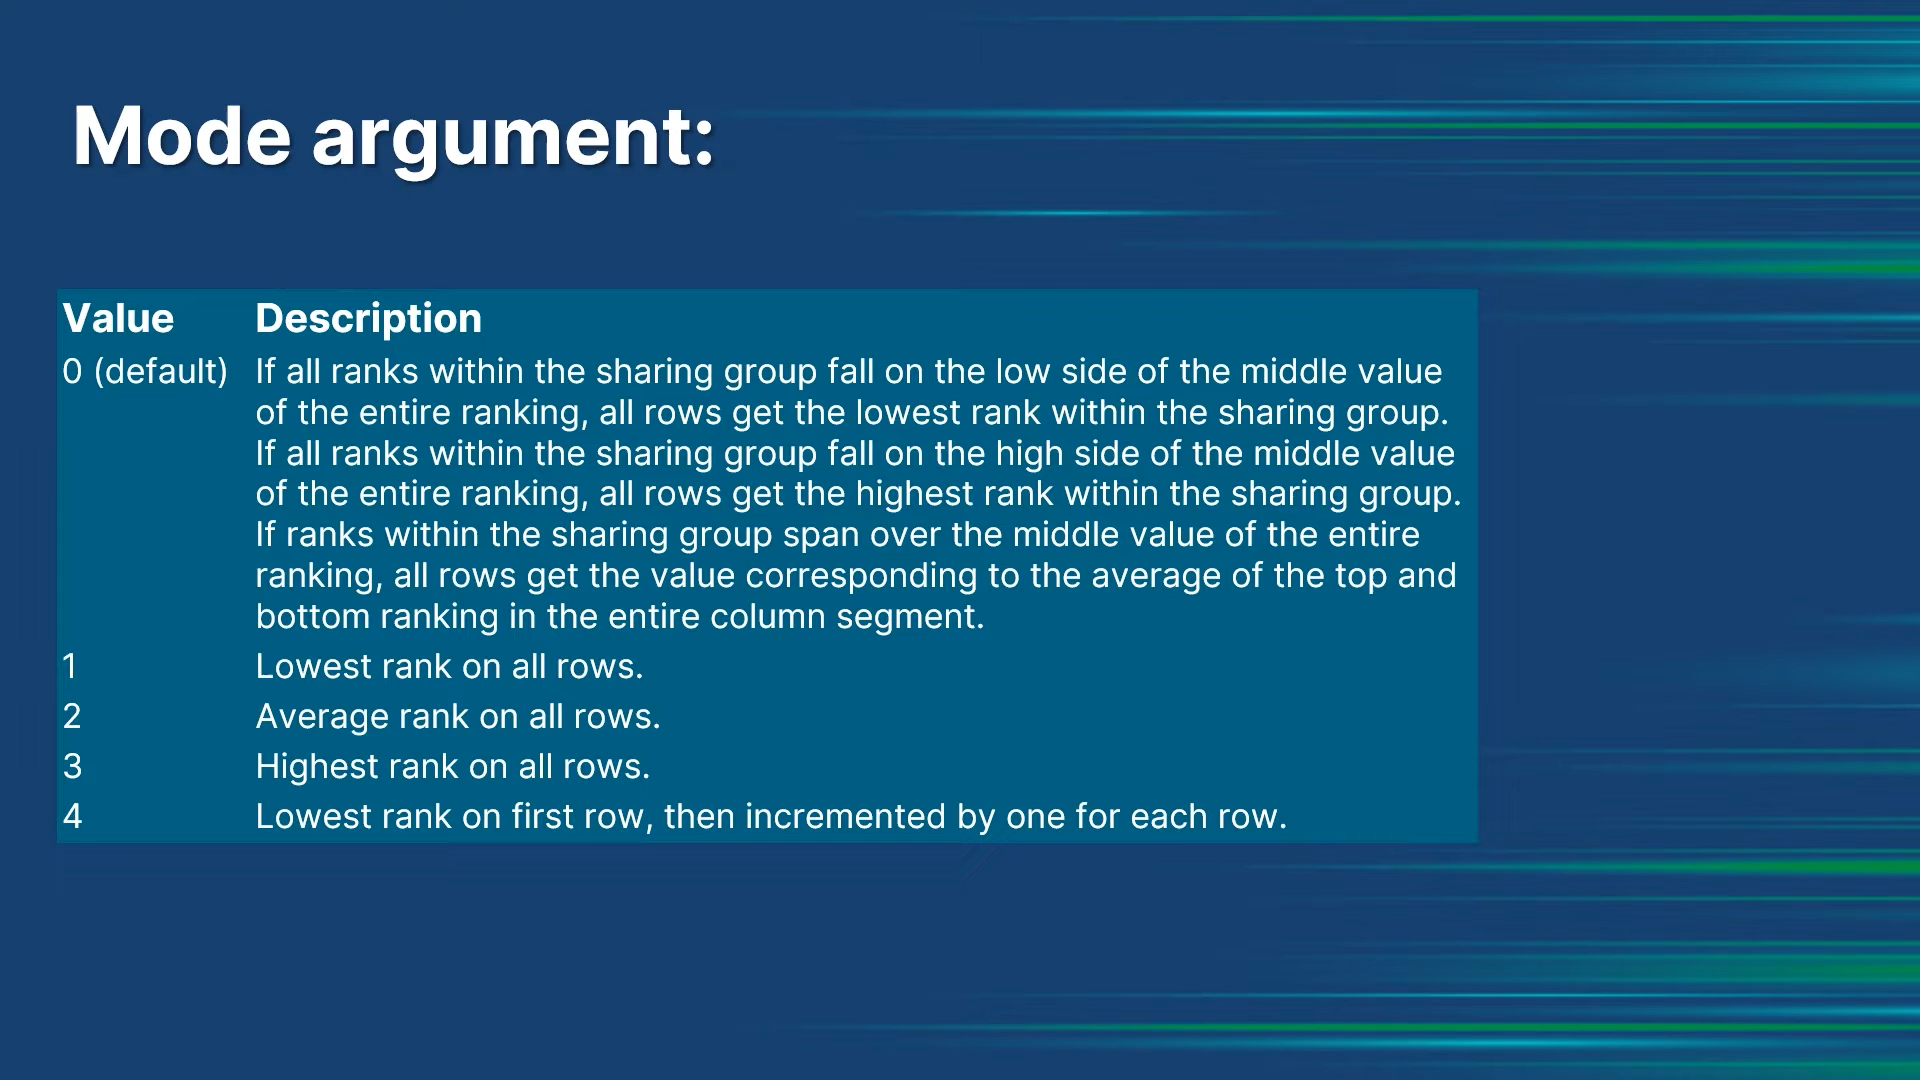 Mode argument:
Value Description
0 (default) If all ranks within the sharing group fall on the low side of the middle value
of the entire ranking, all rows get the lowest rank within the sharing group.
If all ranks within the sharing group fall on the high side of the middle value
of the entire ranking, all rows get the highest rank within the sharing group.
If ranks within the sharing group span over the middle value of the entire
ranking, all rows get the value corresponding to the average of the top and
bottom ranking in the entire column segment.
1 Lowest rank on all rows.
2 Average rank on all rows.
3 Highest rank on all rows.
4 Lowest rank on first row, then incremented by one for each row.